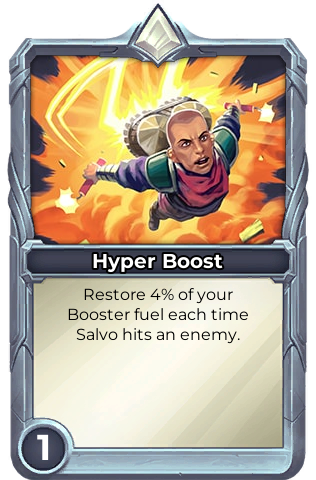 Hyper Boost
Restore 4% of your
Booster fuel each time
Salvo hits an enemy.
1